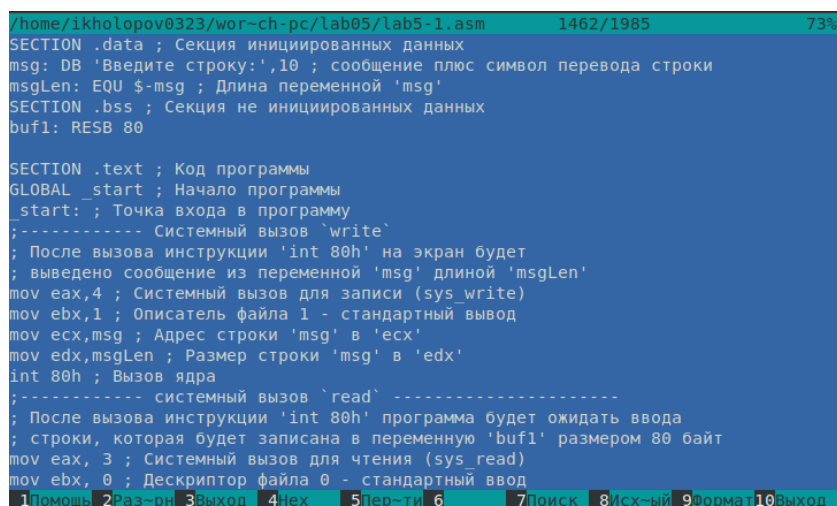 /home/ikholopov0323/wor~ch-pc/lab05/lab5-1.asm 1462/1985 73%
SECTION .data ; Секция инициированных данных
msg: DB 'Введите строку:',10 ; сообщение плюс символ перевода строки
msgLen: EQU $-msg ; Длина переменной 'msg'
SECTION .bss ; Секция не инициированных данных
buf1: RESB 80
SECTION .text ; Код программы
GLOBAL _start ; Начало программы
_start: ; Точка входа в программу
;------------ Системный вызов `write`
; После вызова инструкции 'int 80h' на экран будет
; выведено сообщение из переменной 'msg' длиной 'msgLen'
mov eax,4 ; Системный вызов для записи (sys_write)
mov ebx,1 ; Описатель файла 1 - стандартный вывод
mov ecx,msg ; Адрес строки 'msg' в 'ecx'
mov edx,msgLen ; Размер строки 'msg' в 'edx'
int 80h ; Вызов ядра
;------------ системный вызов `read` ----------------------
; После вызова инструкции 'int 80h' программа будет ожидать ввода
; строки, которая будет записана в переменную 'buf1' размером 80 байт
mov eax, 3 ; Системный вызов для чтения (sys_read)
mov ebx, 0 ; Дескриптор файла 0 - стандартный ввод
1Помощь 2Раз~рн 3Выход 4Hex 5Пер~ти 6 7Поиск 8Исх~ый 9Формат 10Выход